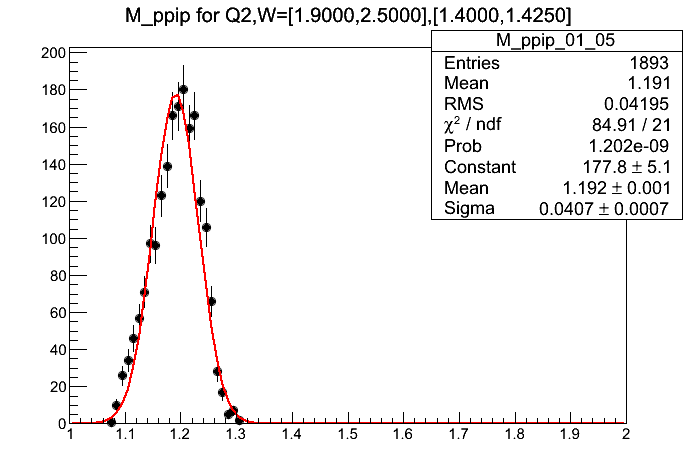 M_ppip for Q2,W=[1.9000,2.5000],[1.4000,1.4250]
M_ppip_01_05
Entries 1893
Mean 1.191
RMS 0.04195
χ² / ndf 84.91 / 21
Prob 1.202e-09
Constant 177.8 ± 5.1
Mean 1.192 ± 0.001
Sigma 0.0407 ± 0.0007
200
180
160
140
120
100
80
60
40
20
0
1 1.1 1.2 1.3 1.4 1.5 1.6 1.7 1.8 1.9 2